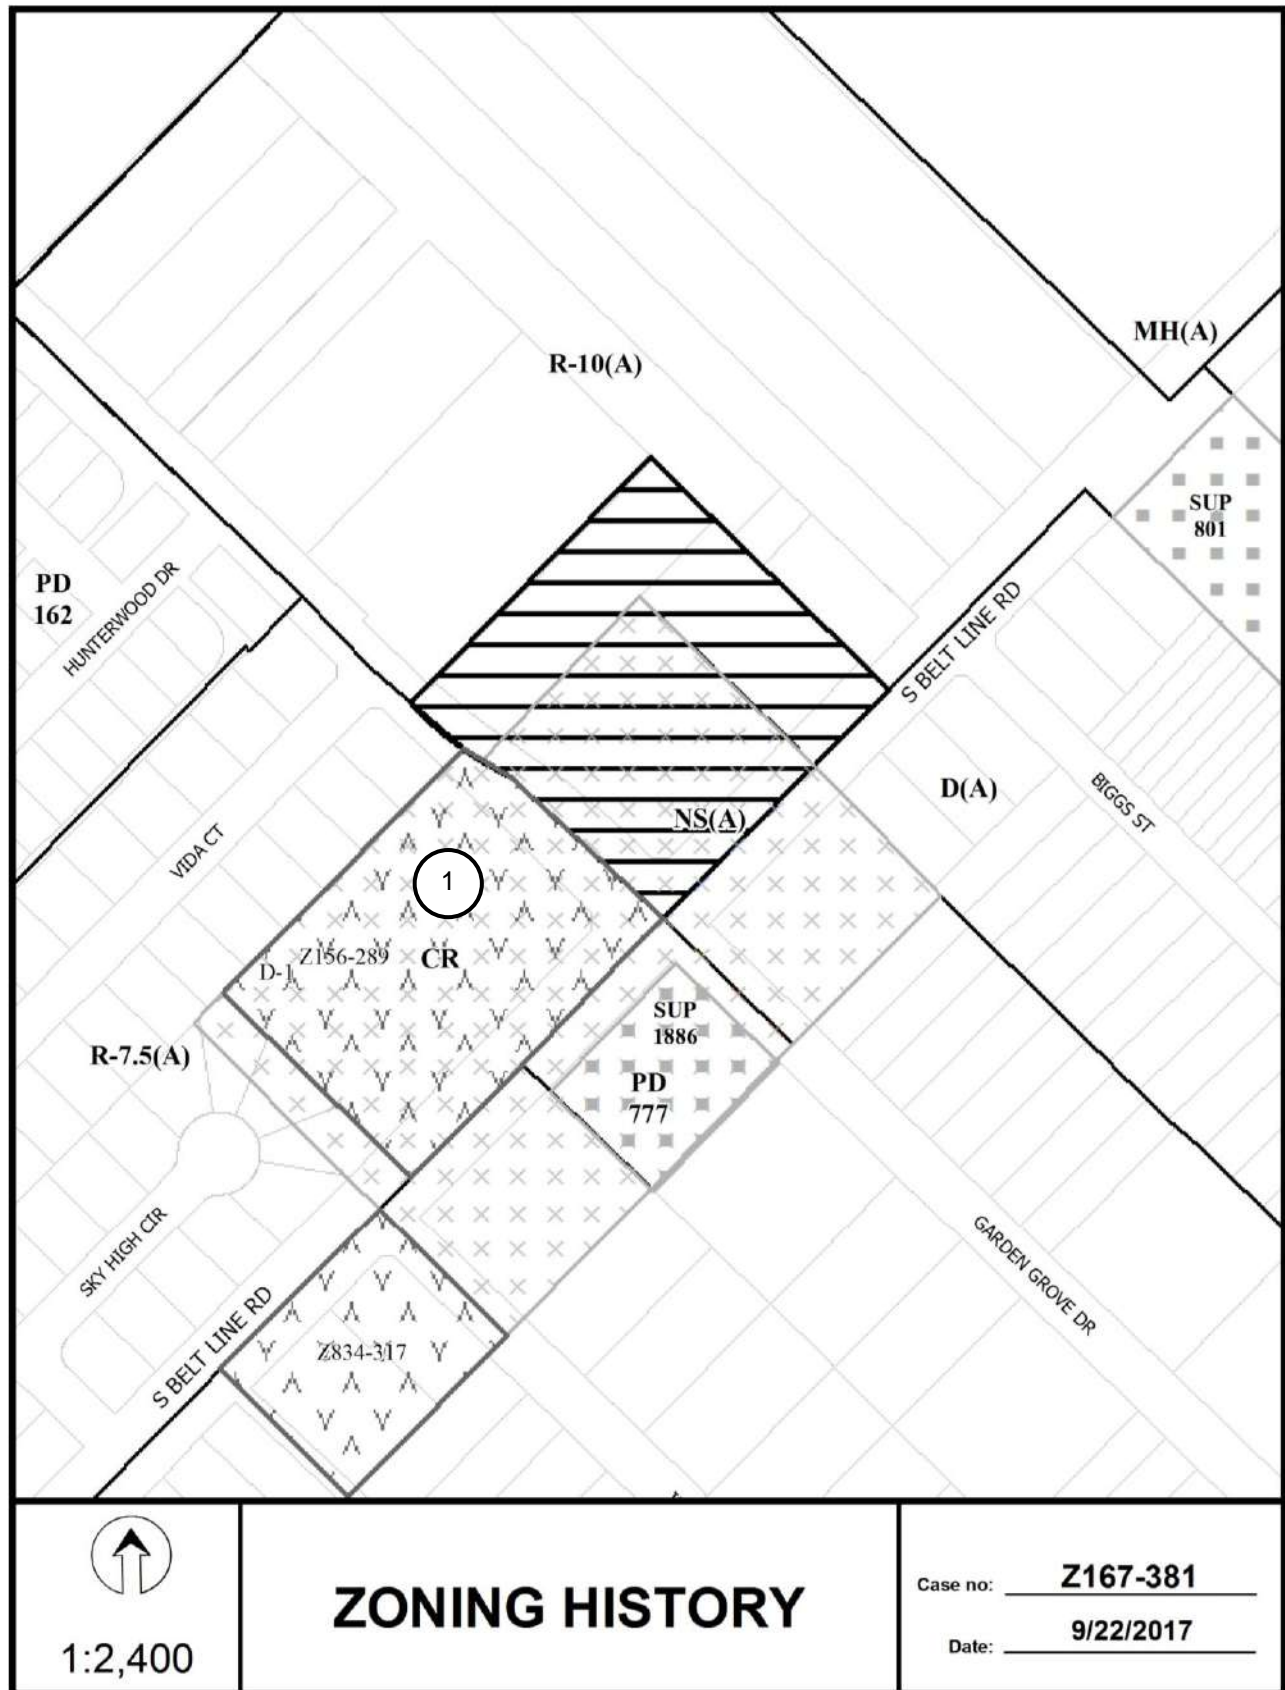 MH(A)
R-10(A)
SUP
801
PD
162
HUNTERWOOD DR
S BELT LINE RD
D(A)
BIGGS ST
NS(A)
VIDA CT
1
Z156-289
CR
D-1
SUP
1886
R-7.5(A)
PD
777
SKY HIGH CIR
GARDEN GROVE DR
S BELT LINE RD
Z834-317
1:2,400
ZONING HISTORY
Case no: Z167-381
Date: 9/22/2017